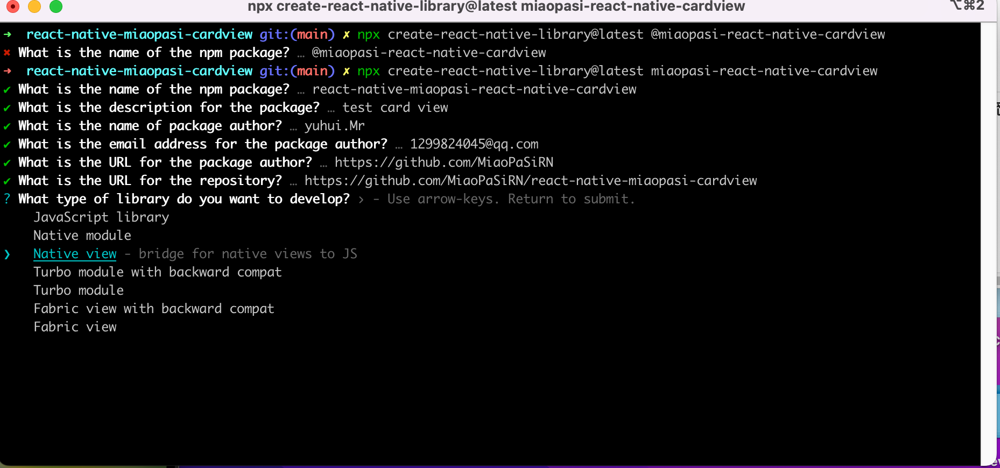 npx create-react-native-library@latest miaopasi-react-native-cardview ⌥⌘2
➜ react-native-miaopasi-cardview git:(main) ✗ npx create-react-native-library@latest @miaopasi-react-native-cardview
✖ What is the name of the npm package? … @miaopasi-react-native-cardview
➜ react-native-miaopasi-cardview git:(main) ✗ npx create-react-native-library@latest miaopasi-react-native-cardview
✔ What is the name of the npm package? … react-native-miaopasi-react-native-cardview
✔ What is the description for the package? … test card view
✔ What is the name of package author? … yuhui.Mr
✔ What is the email address for the package author? … 1299824045@qq.com
✔ What is the URL for the package author? … https://github.com/MiaoPaSiRN
✔ What is the URL for the repository? … https://github.com/MiaoPaSiRN/react-native-miaopasi-cardview
? What type of library do you want to develop? › - Use arrow-keys. Return to submit.
JavaScript library
Native module
❯ Native view - bridge for native views to JS
Turbo module with backward compat
Turbo module
Fabric view with backward compat
Fabric view